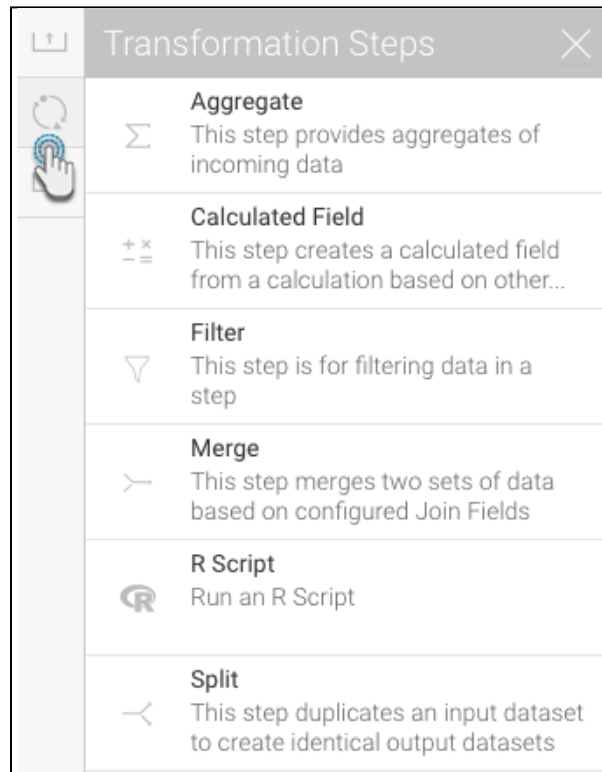 Transformation Steps
Aggregate
This step provides aggregates of
incoming data
Calculated Field
This step creates a calculated field
from a calculation based on other...
Filter
This step is for filtering data in a
step
Merge
This step merges two sets of data
based on configured Join Fields
R Script
Run an R Script
Split
This step duplicates an input dataset
to create identical output datasets